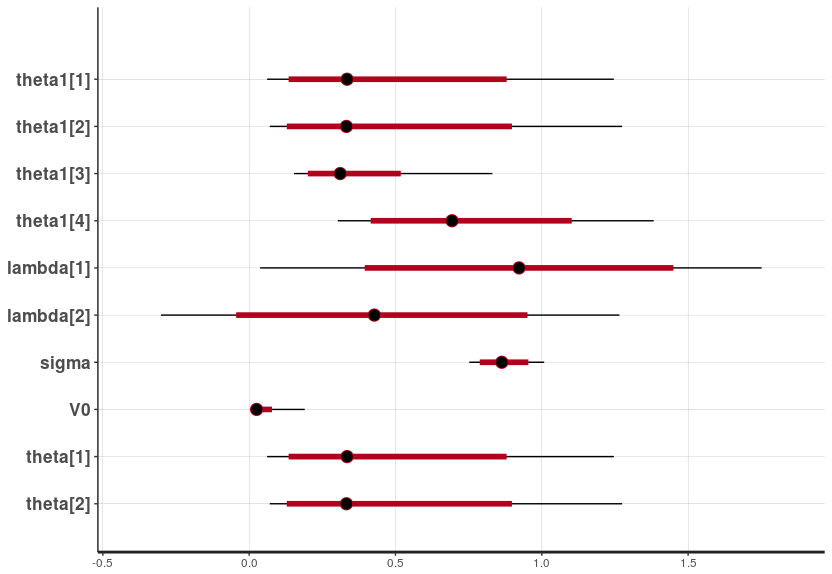 theta1[1]
theta1[2]
theta1[3]
theta1[4]
lambda[1]
lambda[2]
sigma
V0
theta[1]
theta[2]
-0.5 0.0 0.5 1.0 1.5